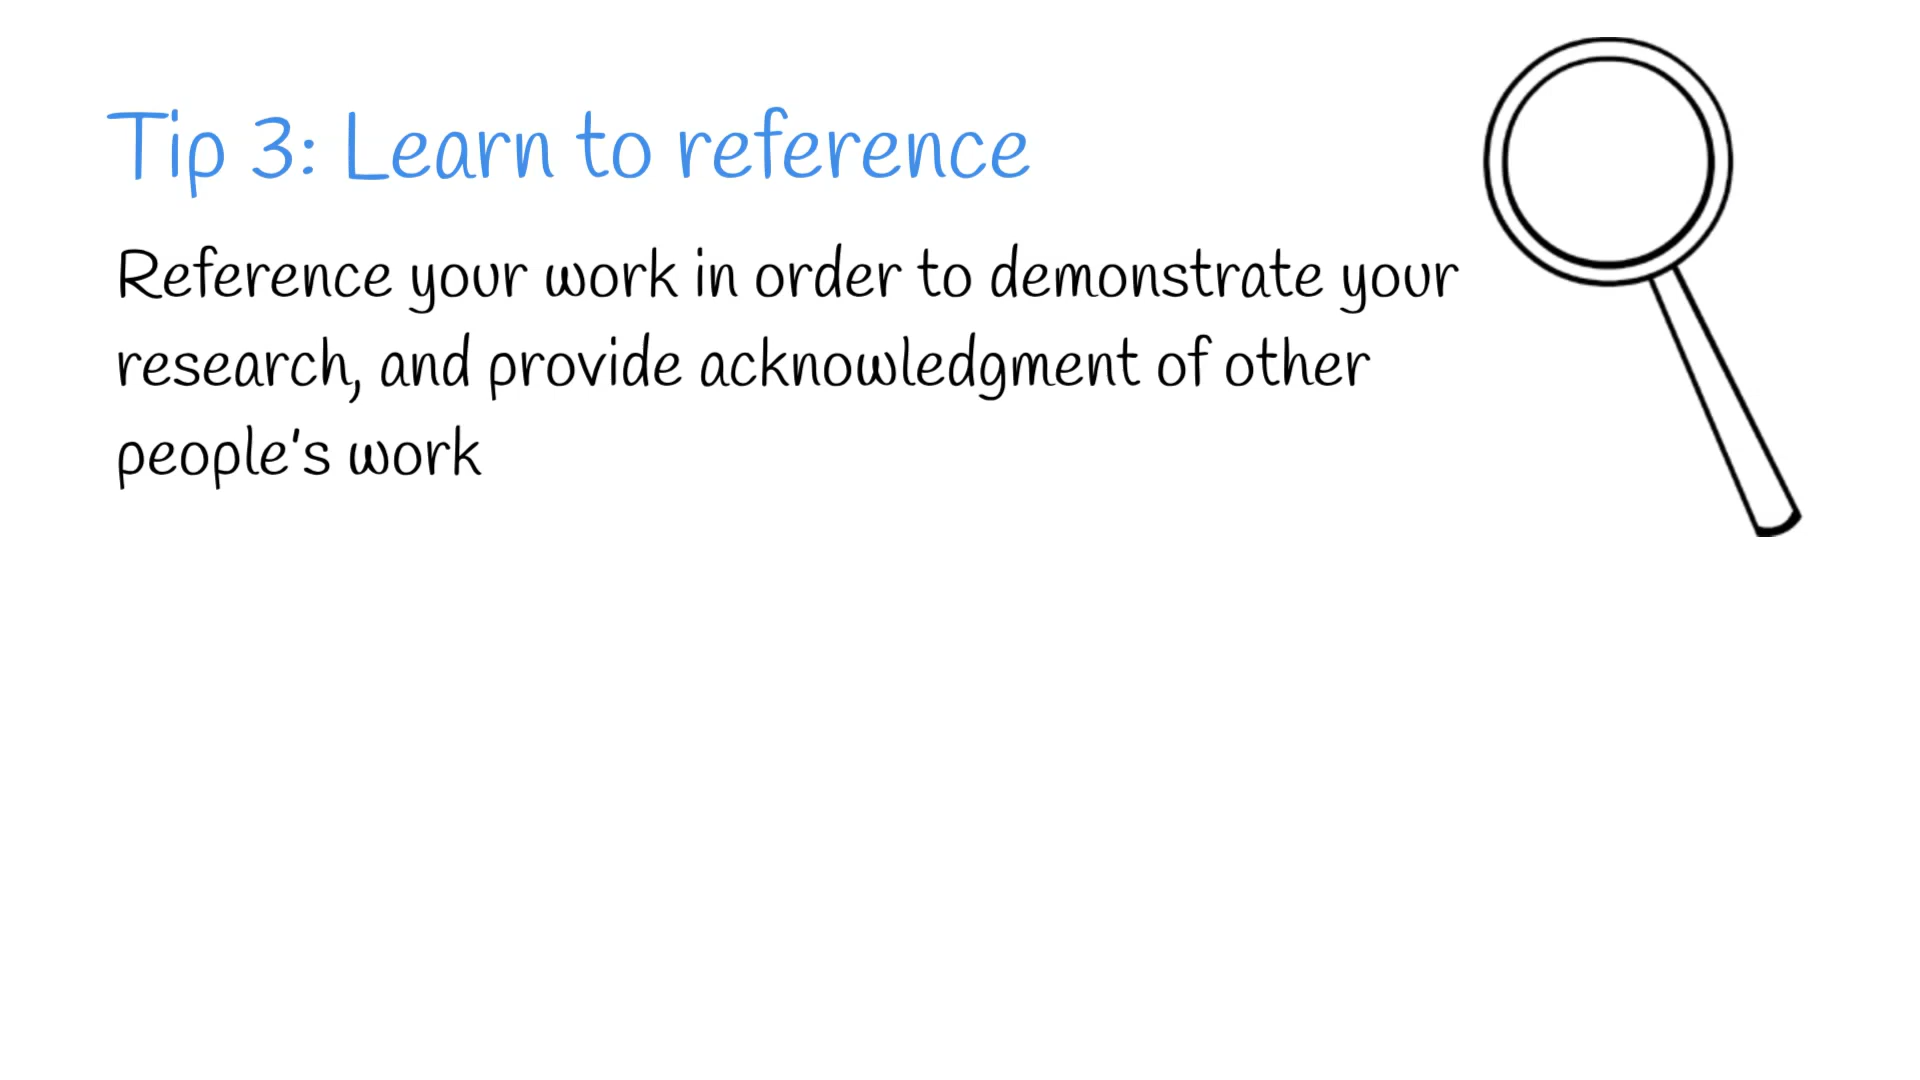 Tip 3: Learn to reference
Reference your work in order to demonstrate your
research, and provide acknowledgment of other
people's work